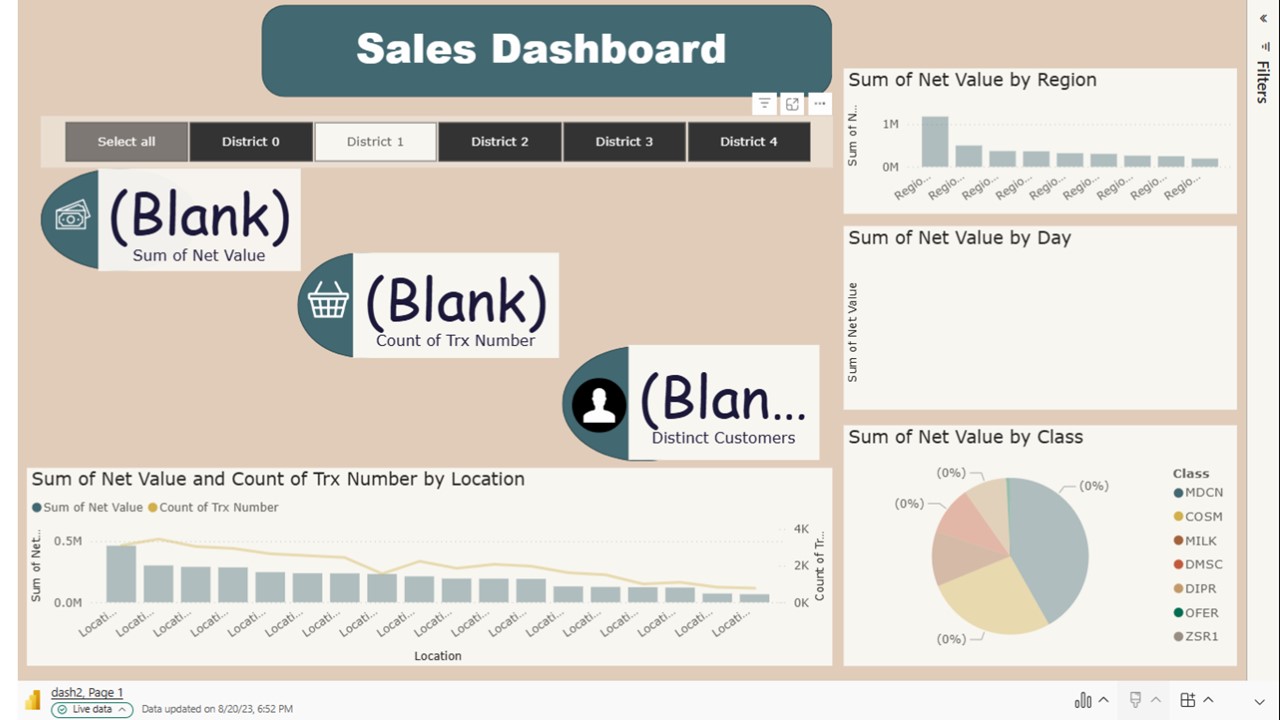 Sales Dashboard
Filters
Select all
District 0
District 1
District 2
District 3
District 4
(Blank)
Sum of Net Value
(Blank)
Count of Trx Number
(Blan...
Distinct Customers
Sum of Net Value by Region
Sum of N...
1M
0M
Regio... Regio... Regio... Regio... Regio... Regio... Regio... Regio... Regio...
Sum of Net Value by Day
Sum of Net Value
Sum of Net Value by Class
(0%)
(0%)
(0%)
(0%)
Class
MDCN
COSM
MILK
DMSC
DIPR
OFER
ZSR1
Sum of Net Value and Count of Trx Number by Location
Sum of Net Value Count of Trx Number
Sum of Net...
0.5M
0.0M
4K
2K
0K
Count of Tr...
Locati... Locati... Locati... Locati... Locati... Locati... Locati... Locati... Locati... Locati... Locati... Locati... Locati... Locati... Locati... Locati... Locati... Locati...
Location
dash2, Page 1
Live data
Data updated on 8/20/23, 6:52 PM